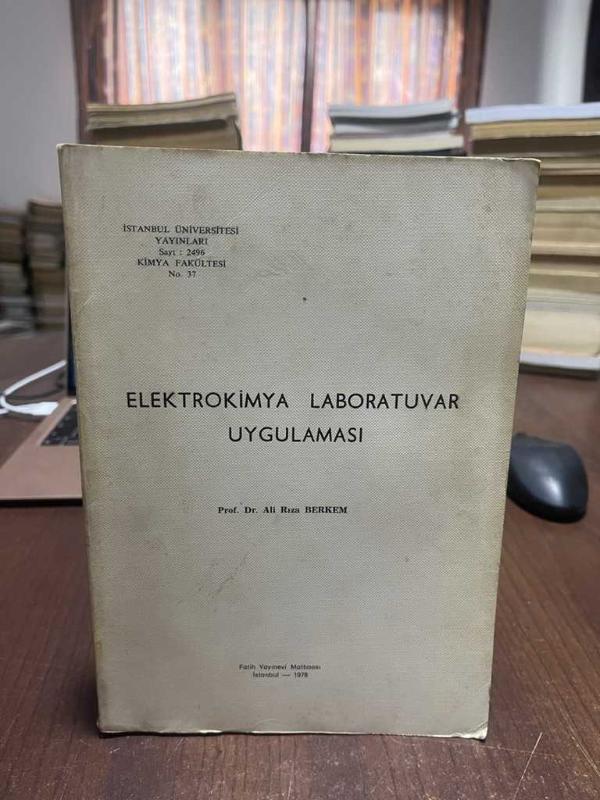 İSTANBUL ÜNİVERSİTESİ
YAYINLARI
Sayı : 2496
KİMYA FAKÜLTESİ
No. 37
ELEKTROKİMYA LABORATUVAR
UYGULAMASI
Prof. Dr. Ali Rıza BERKEM
Fatih Yayınevi Matbaası
İstanbul — 1978